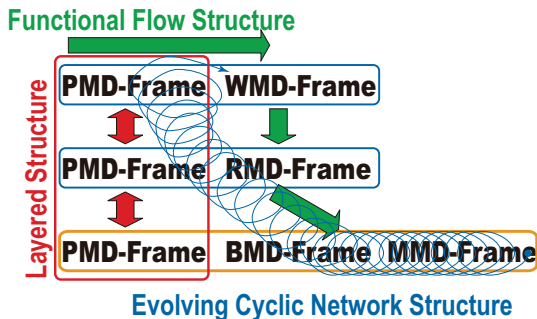 Functional Flow Structure
Layered Structure
PMD-Frame WMD-Frame
PMD-Frame RMD-Frame
PMD-Frame BMD-Frame MMD-Frame
Evolving Cyclic Network Structure